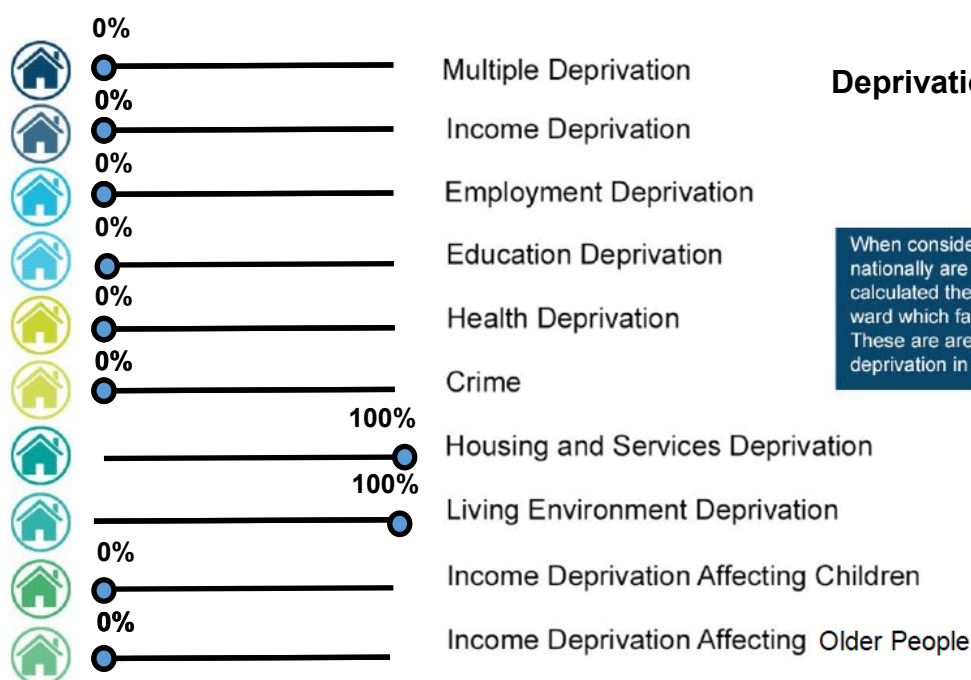 0%
Multiple Deprivation
Deprivatio
0%
Income Deprivation
0%
Employment Deprivation
0%
Education Deprivation
When conside
nationally are
calculated the
ward which fa
These are are
deprivation in
0%
Health Deprivation
0%
Crime
100%
Housing and Services Deprivation
100%
Living Environment Deprivation
0%
Income Deprivation Affecting Children
0%
Income Deprivation Affecting Older People